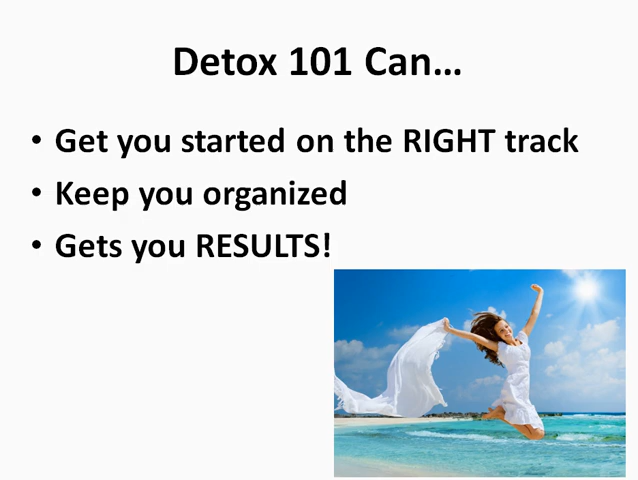 Detox 101 Can…
• Get you started on the RIGHT track
• Keep you organized
• Gets you RESULTS!